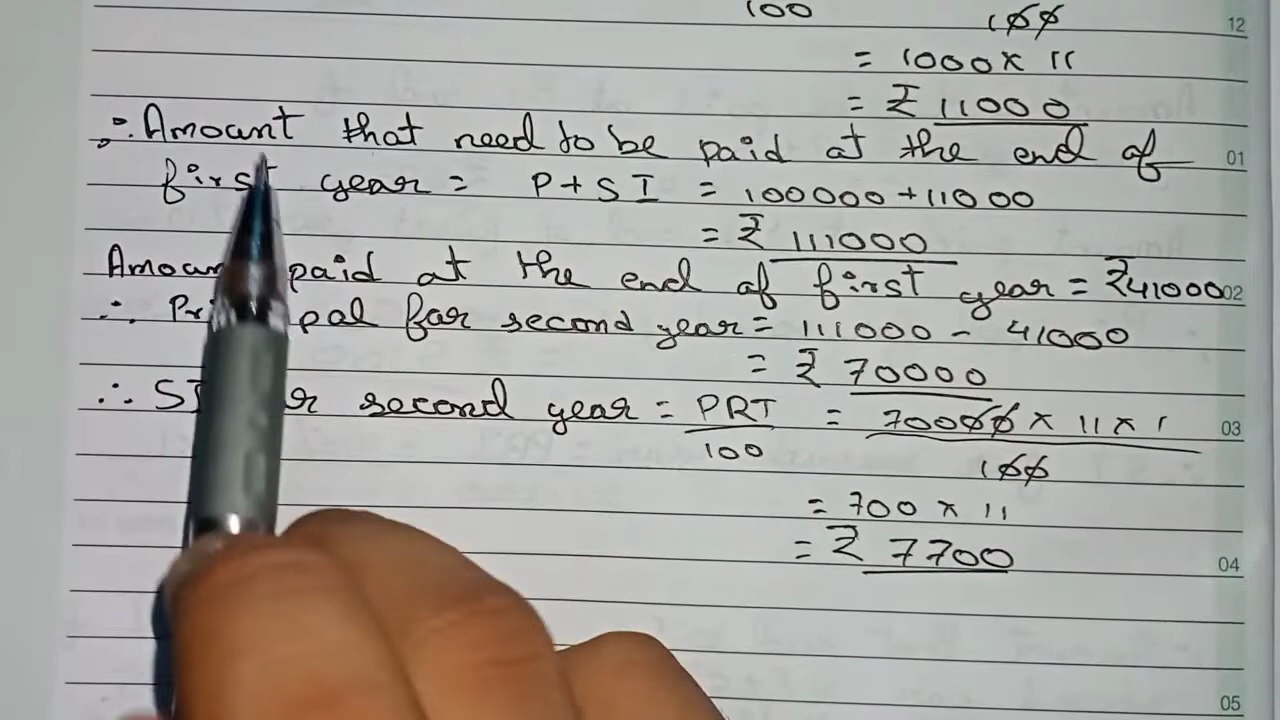 100 100
12
= 1000 x 11
= ₹ 11000
∴ Amount that need to be paid at the end of
01
first year = P + SI = 100000 + 11000
= ₹ 111000
paid at the end of first year = ₹41000
02
∴ for second year = 111000 - 41000
= ₹ 70000
∴ SI second year = PRT = 70000 x 11 x 1
03
100 100
= 700 x 11
= ₹ 7700
04
05